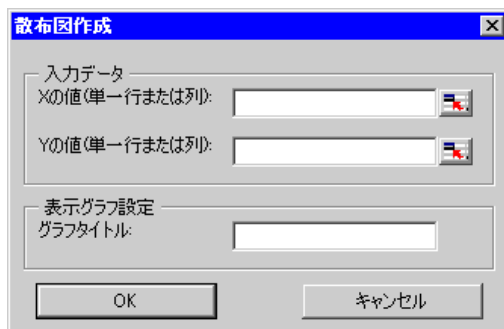 散布図作成
入力データ
Xの値(単一行または列):
Yの値(単一行または列):
表示グラフ設定
グラフタイトル:
OK
キャンセル